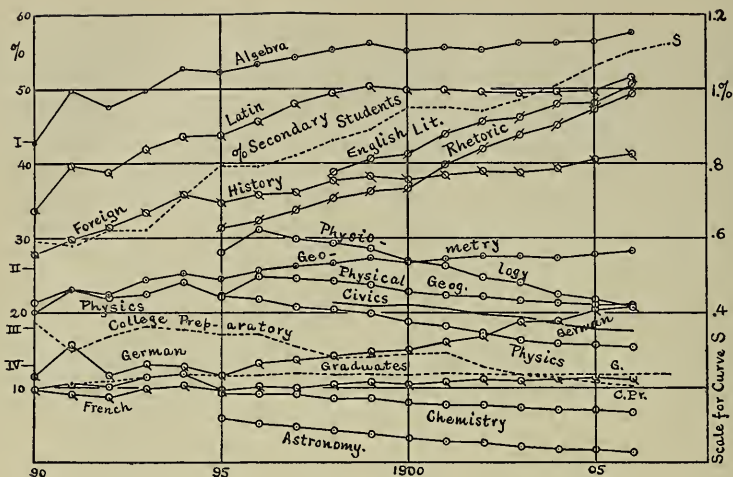 60
%
50
I
40
30
II
20
III
IV
10
90
95
1900
05
1.2
1.%
.8
.6
.4
Scale for Curve S
Algebra
S
Latin
% Secondary Students
English Lit.
Rhetoric
History
Foreign
Physio-
logy
Geo-
metry
Physical
Geog.
Civics
German
Physics
College Preparatory
Physics
German
Graduates
G.
C.Pr.
French
Chemistry
Astronomy.